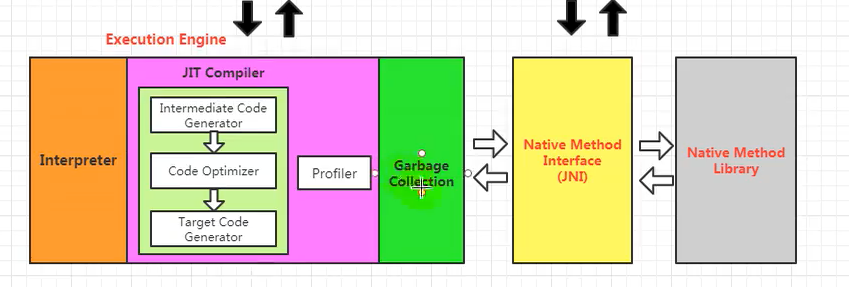 Execution Engine
JIT Compiler
Intermediate Code
Generator
Interpreter
Code Optimizer
Profiler
Target Code
Generator
Garbage
Collection
Native Method
Interface
(JNI)
Native Method
Library